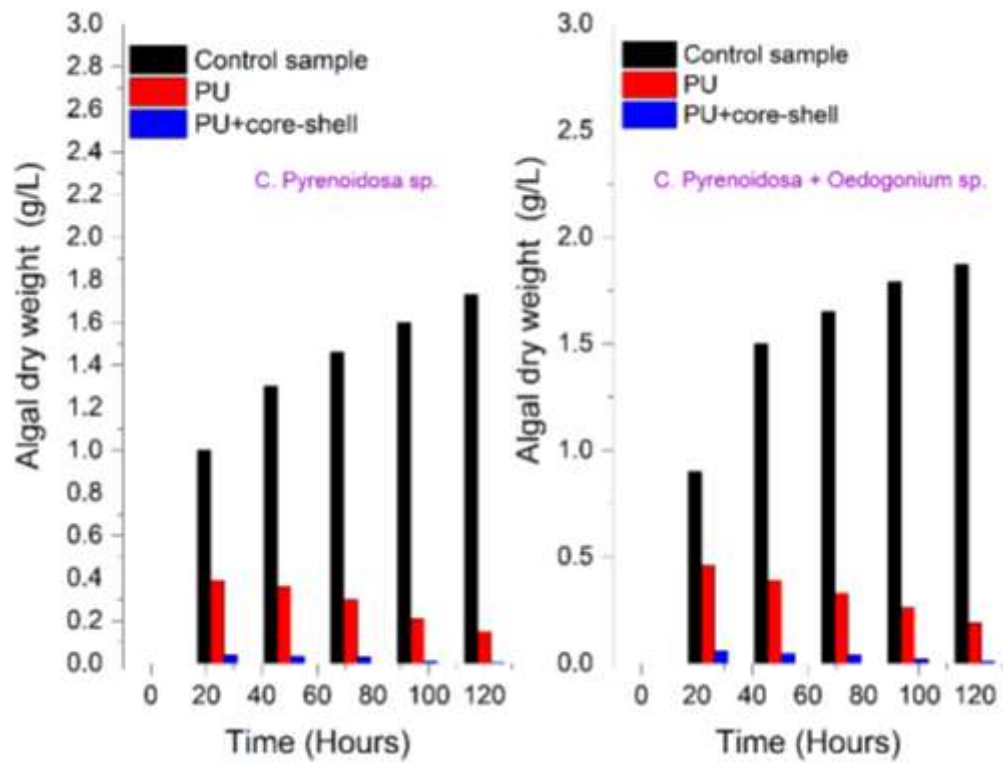 3.0
2.8
2.6
2.4
2.2
2.0
1.8
1.6
1.4
1.2
1.0
0.8
0.6
0.4
0.2
0.0
Algal dry weight (g/L)
Control sample
PU
PU+core-shell
C. Pyrenoidosa sp.
0 20 40 60 80 100 120
Time (Hours)
3.0
2.5
2.0
1.5
1.0
0.5
0.0
Algal dry weight (g/L)
Control sample
PU
PU+core-shell
C. Pyrenoidosa + Oedogonium sp.
0 20 40 60 80 100 120
Time (Hours)